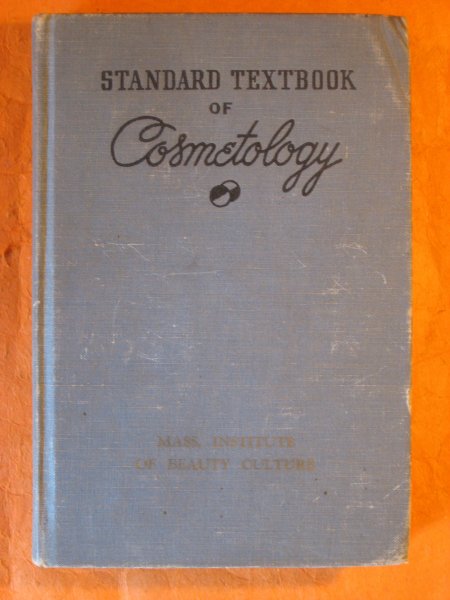 STANDARD TEXTBOOK
OF
Cosmetology
MASS. INSTITUTE
OF BEAUTY CULTURE